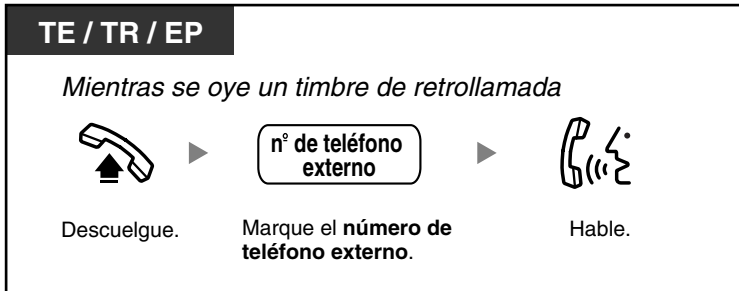 TE / TR / EP
Mientras se oye un timbre de retrollamada
nº de teléfono
externo
Descuelgue.
Marque el número de
teléfono externo.
Hable.